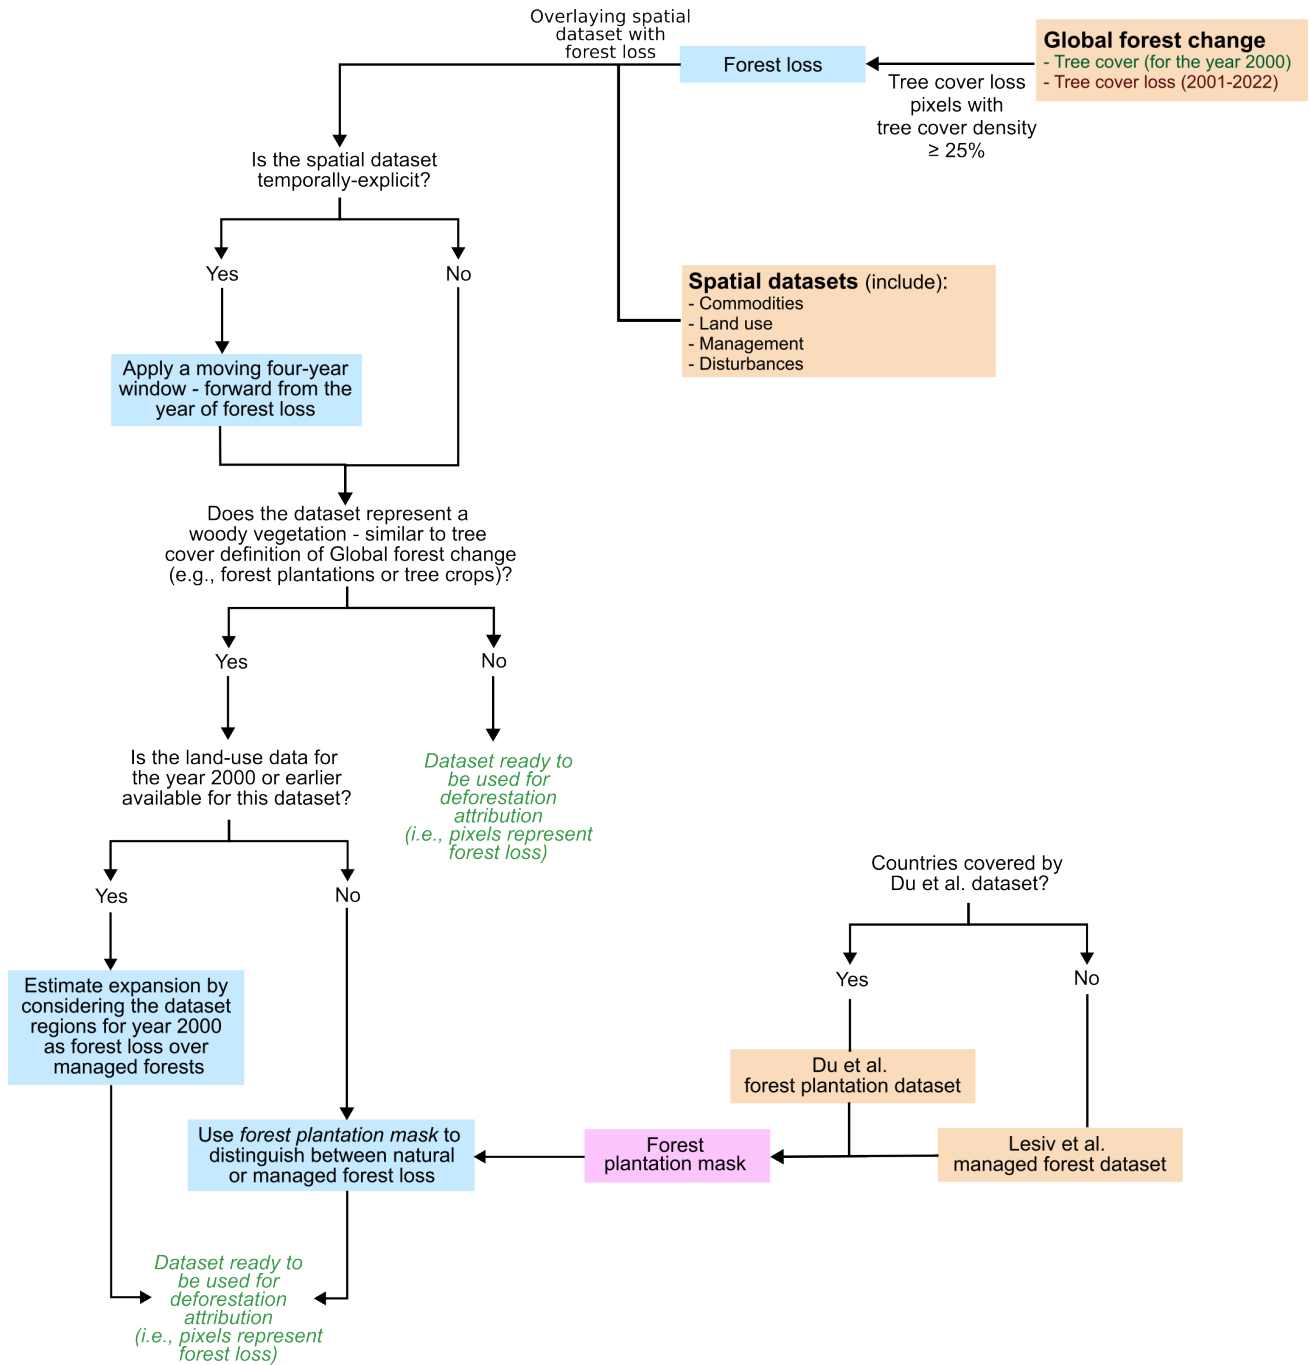 Overlaying spatial
dataset with
forest loss
Forest loss
Global forest change
- Tree cover (for the year 2000)
- Tree cover loss (2001-2022)
Tree cover loss
pixels with
tree cover density
≥ 25%
Is the spatial dataset
temporally-explicit?
Yes
No
Spatial datasets (include):
- Commodities
- Land use
- Management
- Disturbances
Apply a moving four-year
window - forward from the
year of forest loss
Does the dataset represent a
woody vegetation - similar to tree
cover definition of Global forest change
(e.g., forest plantations or tree crops)?
Yes
No
Is the land-use data for
the year 2000 or earlier
available for this dataset?
Dataset ready to
be used for
deforestation
attribution
(i.e., pixels represent
forest loss)
Yes
No
Countries covered by
Du et al. dataset?
Yes
No
Estimate expansion by
considering the dataset
regions for year 2000
as forest loss over
managed forests
Du et al.
forest plantation dataset
Use forest plantation mask to
distinguish between natural
or managed forest loss
Forest
plantation mask
Lesiv et al.
managed forest dataset
Dataset ready to
be used for
deforestation
attribution
(i.e., pixels represent
forest loss)